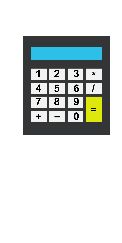 1 2 3 ×
4 5 6 /
7 8 9 =
+ − 0